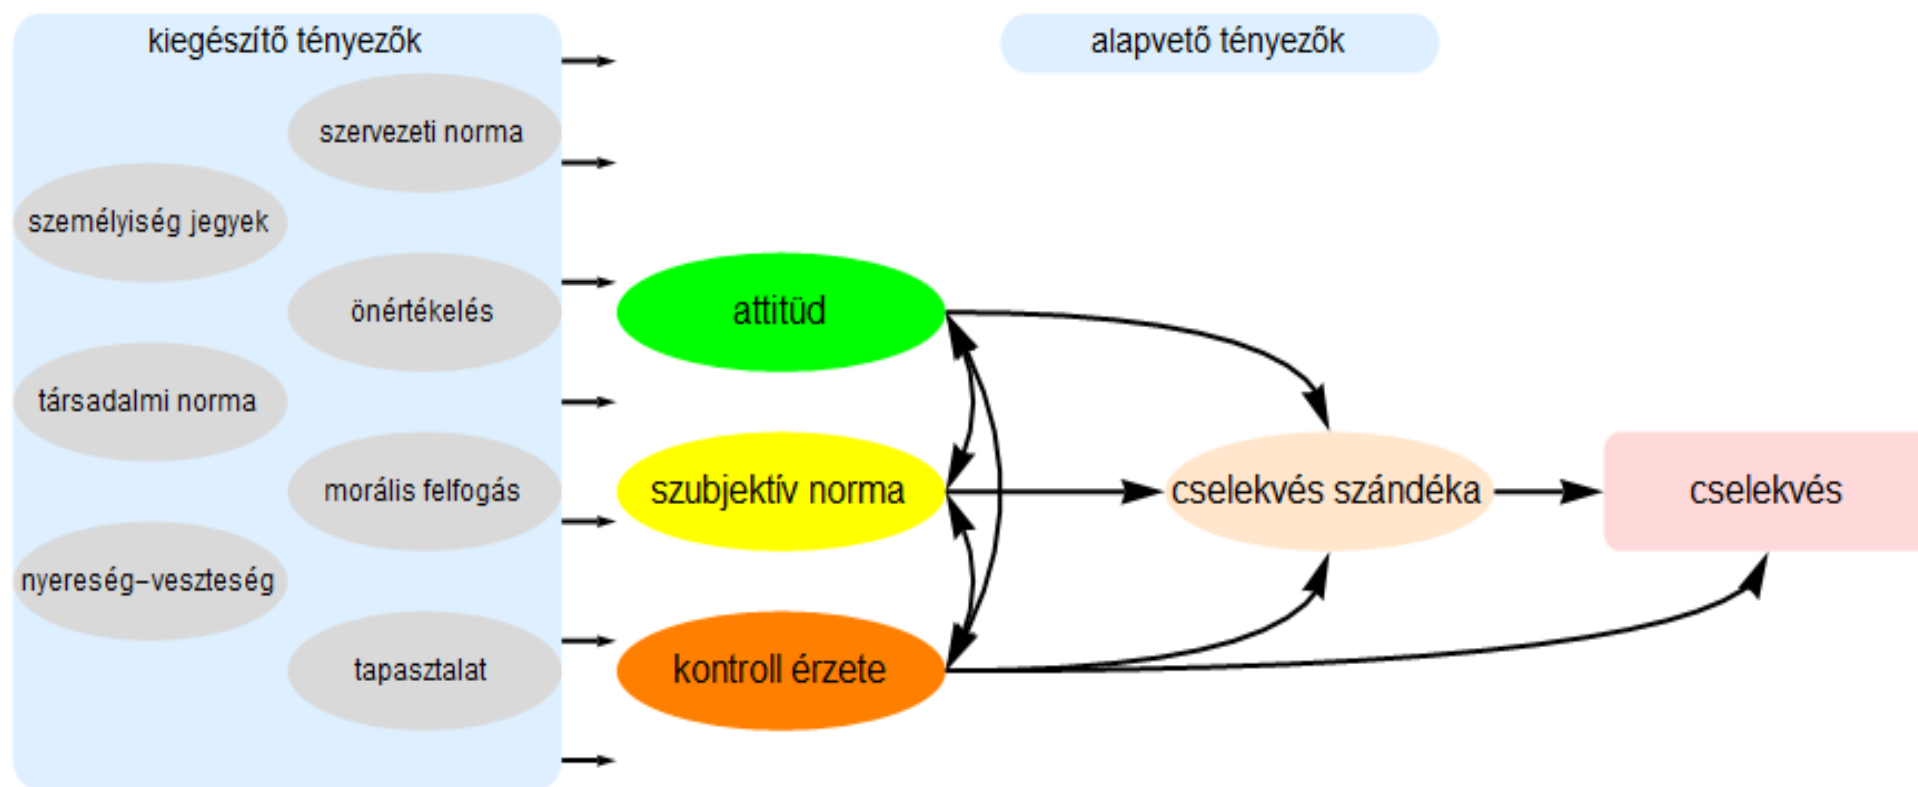 kiegészítő tényezők
alapvető tényezők
szervezeti norma
személyiség jegyek
önértékelés
attitüd
társadalmi norma
morális felfogás
szubjektív norma
cselekvés szándéka
cselekvés
nyereség–veszteség
tapasztalat
kontroll érzete